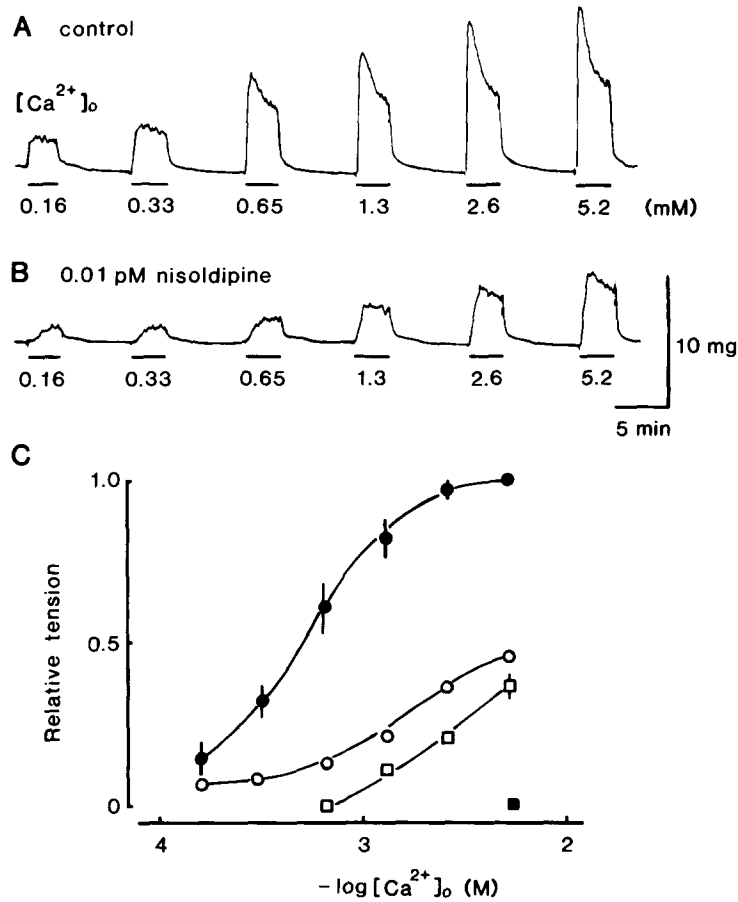 A control
[Ca²⁺]o
0.16 0.33 0.65 1.3 2.6 5.2 (mM)
B 0.01 pM nisoldipine
0.16 0.33 0.65 1.3 2.6 5.2
10 mg
5 min
C
1.0
0.5
0
Relative tension
4 3 2
−log [Ca²⁺]o (M)